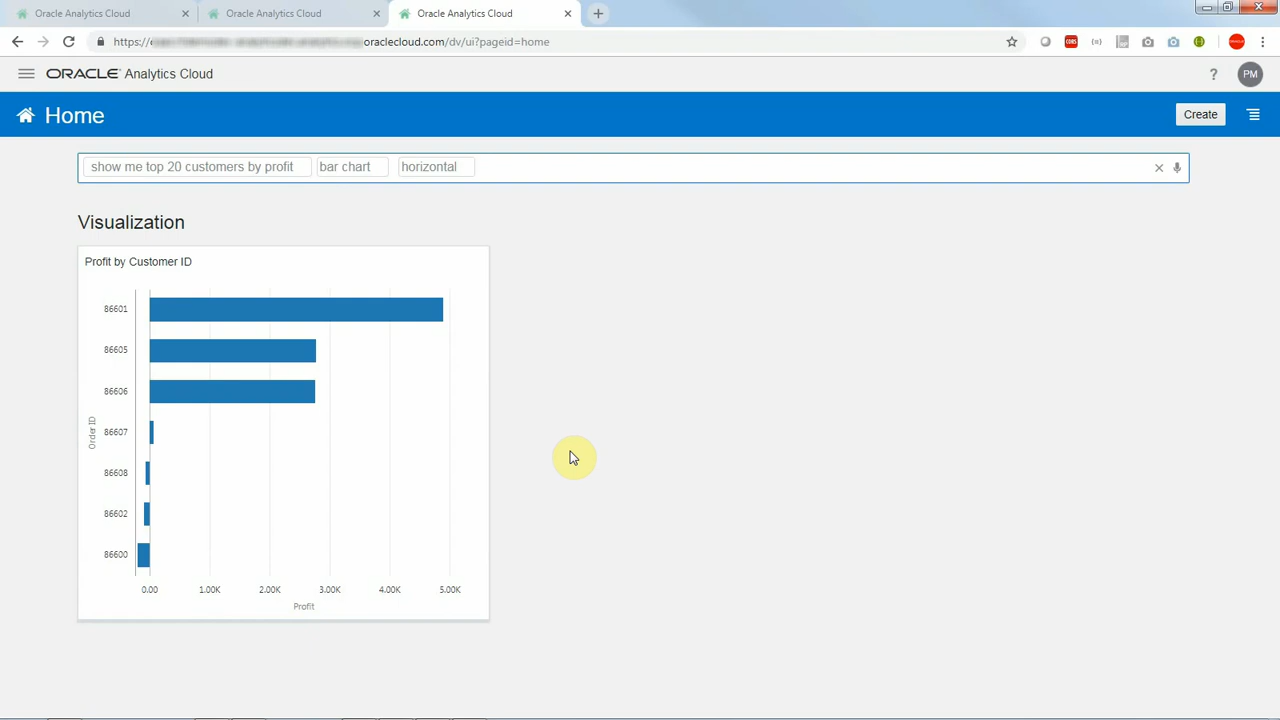 Oracle Analytics Cloud
Oracle Analytics Cloud
Oracle Analytics Cloud
https://
oraclecloud.com/dv/ui?pageid=home
CORS
ORACLE Analytics Cloud
? PM
Home
Create
show me top 20 customers by profit bar chart horizontal
Visualization
Profit by Customer ID
86601
86605
86606
86607
86608
86602
86600
Order ID
0.00 1.00K 2.00K 3.00K 4.00K 5.00K
Profit